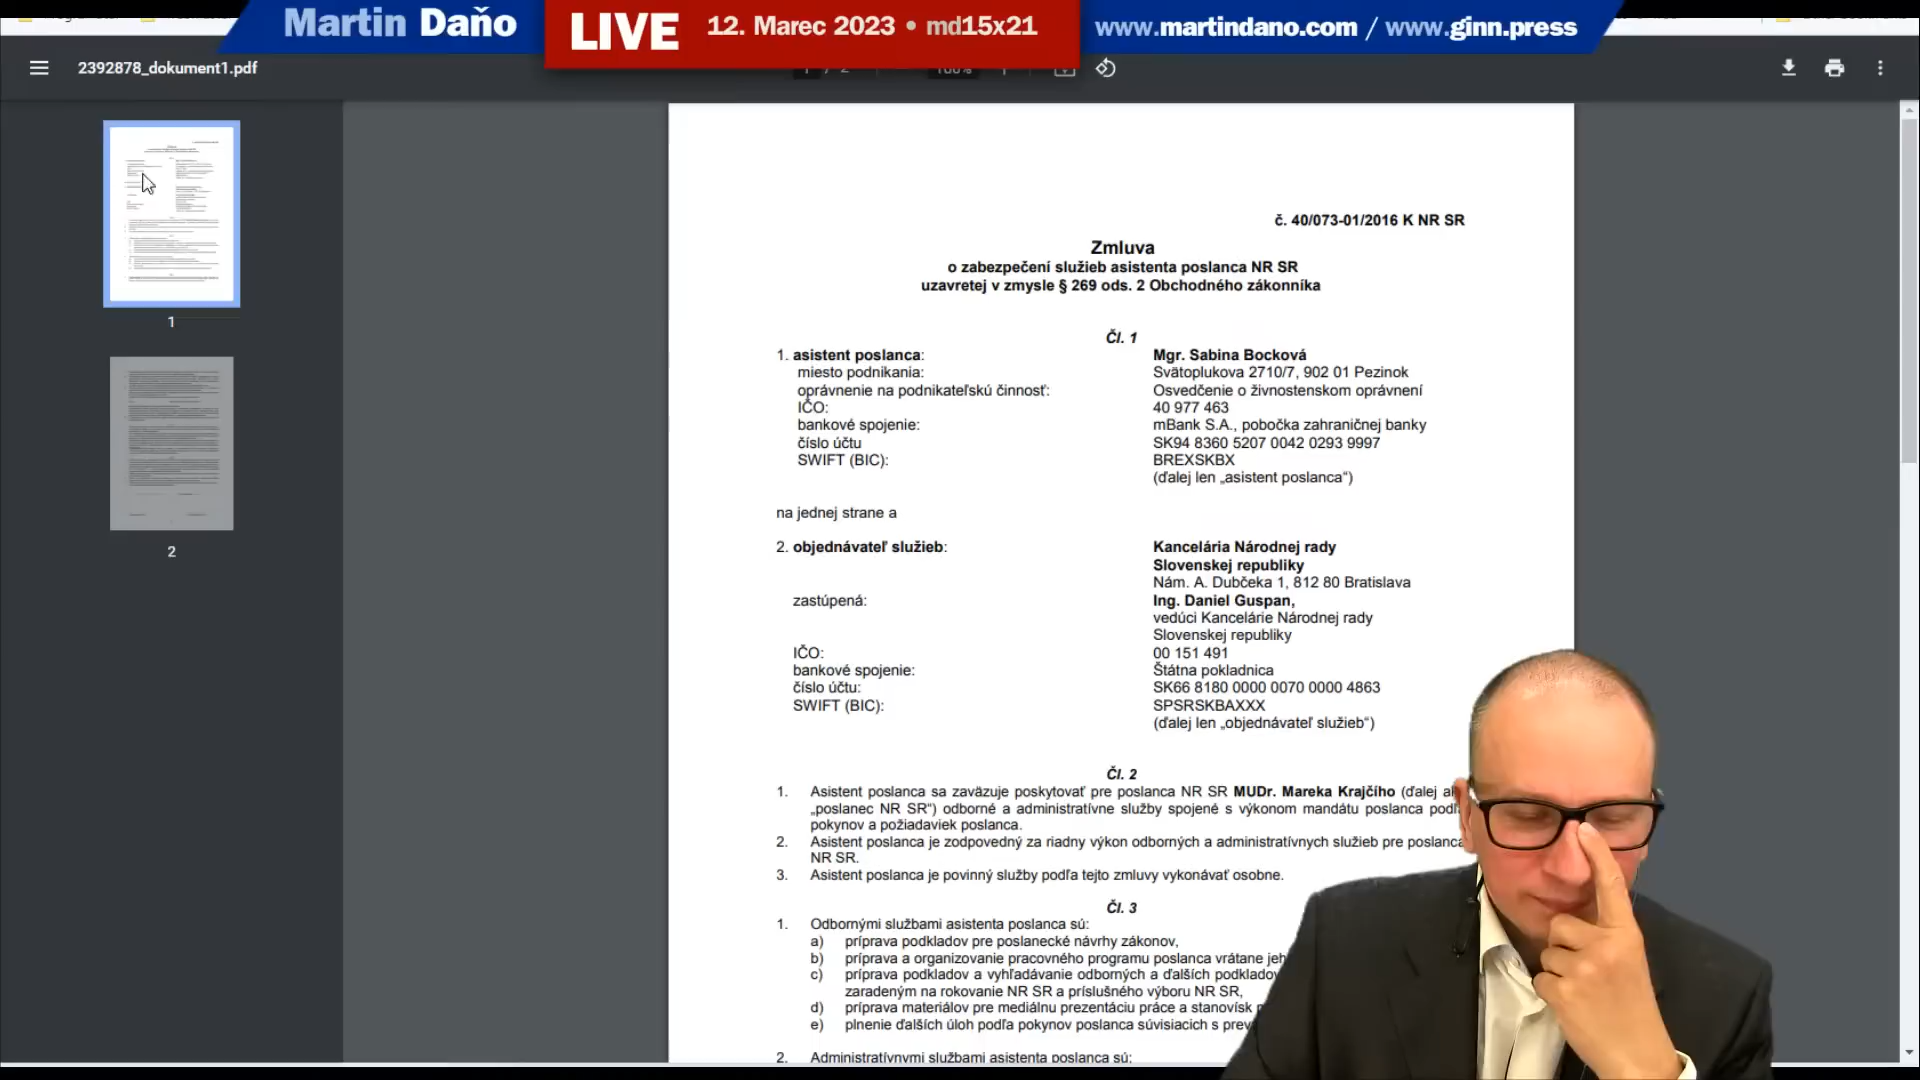 Martin Daňo
LIVE
12. Marec 2023 • md15x21
www.martindano.com / www.ginn.press
2392878_dokument1.pdf
1
2
č. 40/073-01/2016 K NR SR
Zmluva
o zabezpečení služieb asistenta poslanca NR SR
uzavretej v zmysle § 269 ods. 2 Obchodného zákonníka
Čl. 1
1. asistent poslanca: Mgr. Sabina Bocková
miesto podnikania: Svätoplukova 2710/7, 902 01 Pezinok
oprávnenie na podnikateľskú činnosť: Osvedčenie o živnostenskom oprávnení
IČO: 40 977 463
bankové spojenie: mBank S.A., pobočka zahraničnej banky
číslo účtu SK94 8360 5207 0042 0293 9997
SWIFT (BIC): BREXSKBX
(ďalej len „asistent poslanca“)
na jednej strane a
2. objednávateľ služieb: Kancelária Národnej rady
Slovenskej republiky
Nám. A. Dubčeka 1, 812 80 Bratislava
zastúpená: Ing. Daniel Guspan,
vedúci Kancelárie Národnej rady
Slovenskej republiky
IČO: 00 151 491
bankové spojenie: Štátna pokladnica
číslo účtu: SK66 8180 0000 0070 0000 4863
SWIFT (BIC): SPSRSKBAXXX
(ďalej len „objednávateľ služieb“)
Čl. 2
1. Asistent poslanca sa zaväzuje poskytovať pre poslanca NR SR MUDr. Mareka Krajčího (ďalej
„poslanec NR SR“) odborné a administratívne služby spojené s výkonom mandátu poslanca
pokynov a požiadaviek poslanca.
2. Asistent poslanca je zodpovedný za riadny výkon odborných a administratívnych služieb pre poslanca
NR SR.
3. Asistent poslanca je povinný služby podľa tejto zmluvy vykonávať osobne.
Čl. 3
1. Odbornými službami asistenta poslanca sú:
a) príprava podkladov pre poslanecké návrhy zákonov,
b) príprava a organizovanie pracovného programu poslanca vrátane
c) príprava podkladov a vyhľadávanie odborných a ďalších podkladov
zaradeným na rokovanie NR SR a príslušného výboru NR SR,
d) príprava materiálov pre mediálnu prezentáciu práce a stanovísk
e) plnenie ďalších úloh podľa pokynov poslanca súvisiacich s
2. Administratívnymi službami asistenta poslanca sú: